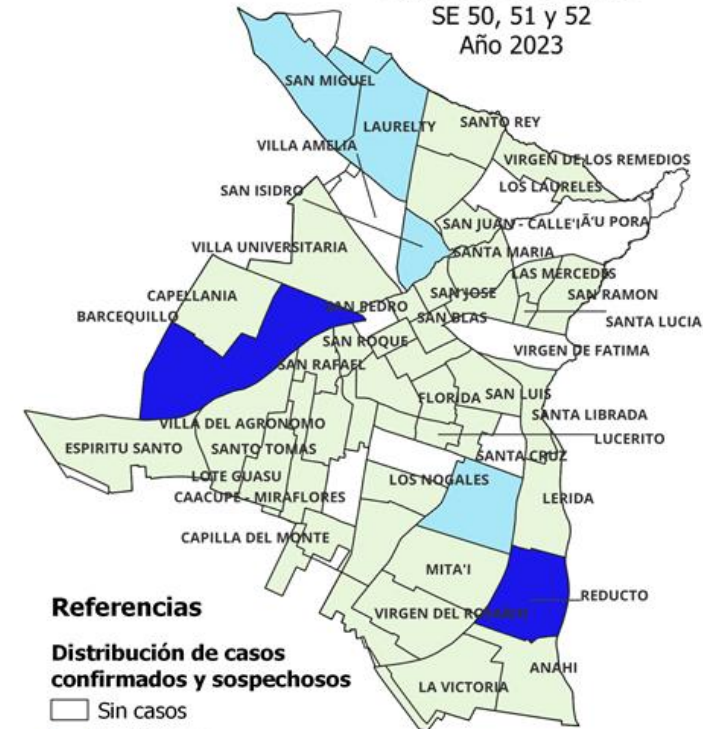 SE 50, 51 y 52
Año 2023
SAN MIGUEL
LAURELTY
SANTO REY
VILLA AMELIA
VIRGEN DE LOS REMEDIOS
LOS LAURELES
SAN ISIDRO
SAN JUAN - CALLE'I
Ã'U PORA
VILLA UNIVERSITARIA
SANTA MARIA
LAS MERCEDES
CAPELLANIA
SAN JOSE
SAN RAMON
BARCEQUILLO
SAN PEDRO
SAN BLAS
SANTA LUCIA
SAN ROQUE
VIRGEN DE FATIMA
SAN RAFAEL
FLORIDA
SAN LUIS
SANTA LIBRADA
VILLA DEL AGRONOMO
LUCERITO
ESPIRITU SANTO
SANTO TOMAS
SANTA CRUZ
LOTE GUASU
LOS NOGALES
CAACUPE - MIRAFLORES
LERIDA
CAPILLA DEL MONTE
MITA'I
REDUCTO
VIRGEN DEL ROSARIO
ANAHI
LA VICTORIA
Referencias
Distribución de casos
confirmados y sospechosos
Sin casos